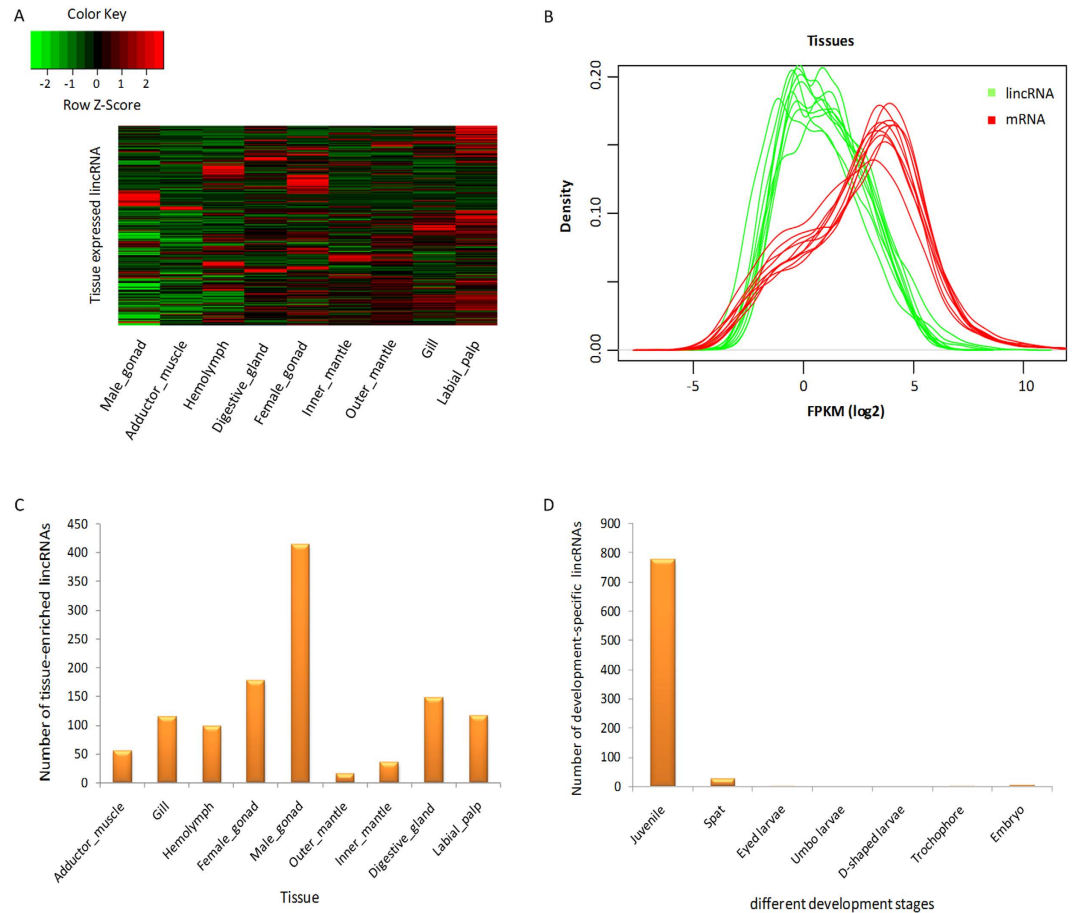 A
Color Key
-2 -1 0 1 2
Row Z-Score
Tissue expressed lincRNA
Male_gonad
Adductor_muscle
Hemolymph
Digestive_gland
Female_gonad
Inner_mantle
Outer_mantle
Gill
Labial_palp
B
Tissues
lincRNA
mRNA
Density
0.20
0.10
0.00
-5 0 5 10
FPKM (log2)
C
Number of tissue-enriched lincRNAs
450
400
350
300
250
200
150
100
50
0
Adductor_muscle
Gill
Hemolymph
Female_gonad
Male_gonad
Outer_mantle
Inner_mantle
Digestive_gland
Labial_palp
Tissue
D
Number of development-specific lincRNAs
900
800
700
600
500
400
300
200
100
0
Juvenile
Spat
Eyed larvae
Umbo larvae
D-shaped larvae
Trochophore
Embryo
different development stages